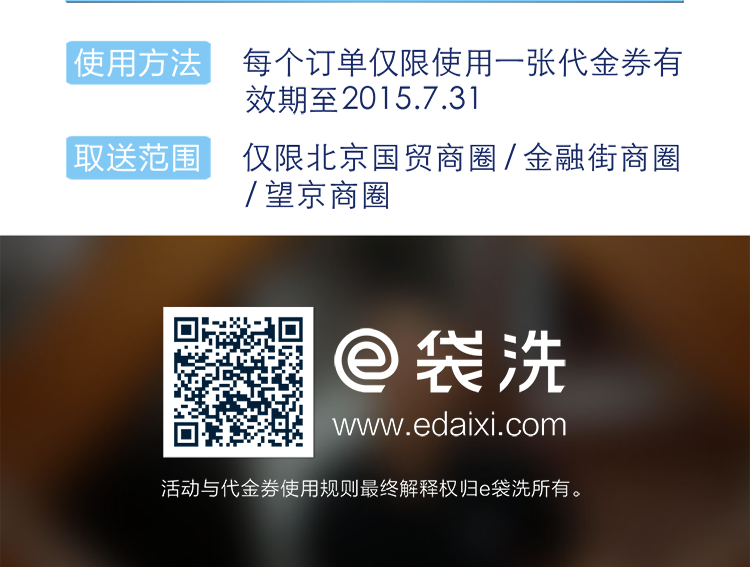 使用方法 每个订单仅限使用一张代金券有
效期至2015.7.31
取送范围 仅限北京国贸商圈/金融街商圈
/望京商圈
e袋洗
www.edaixi.com
活动与代金券使用规则最终解释权归e袋洗所有。